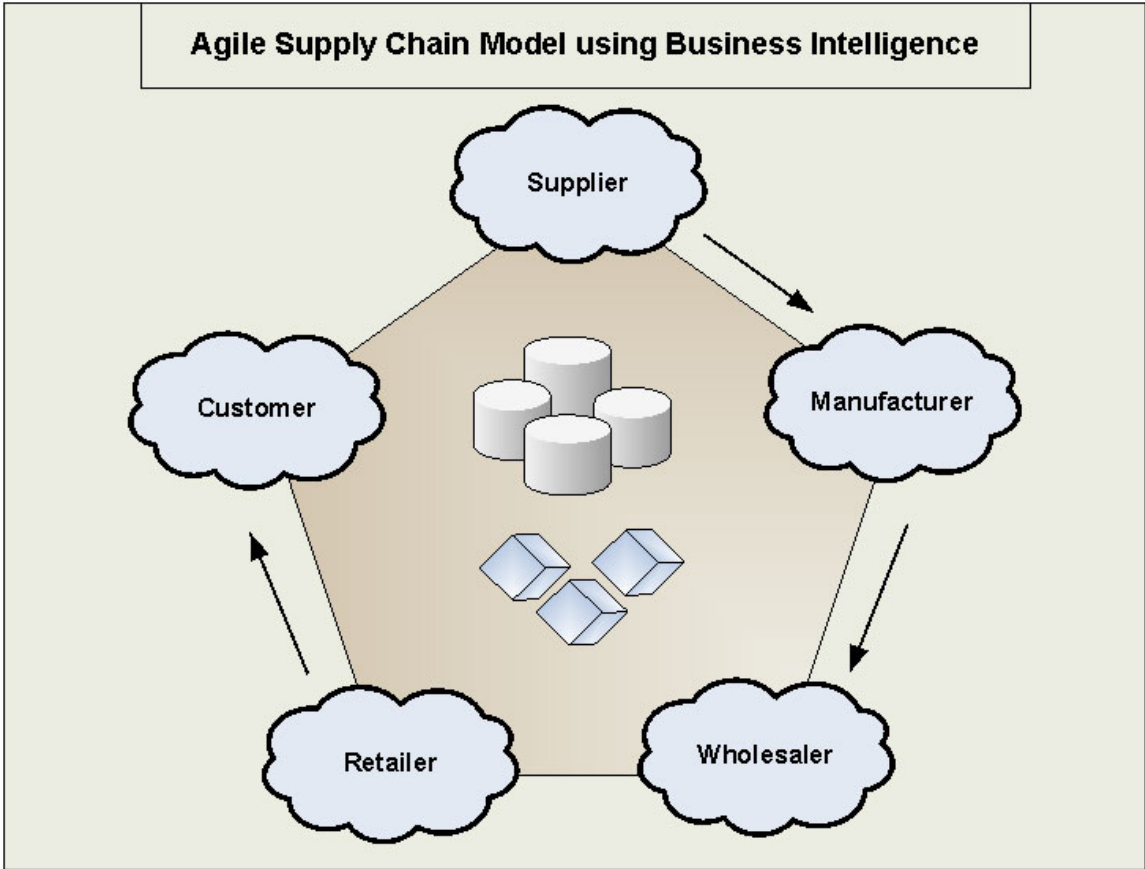 Agile Supply Chain Model using Business Intelligence
Supplier
Customer
Manufacturer
Retailer
Wholesaler